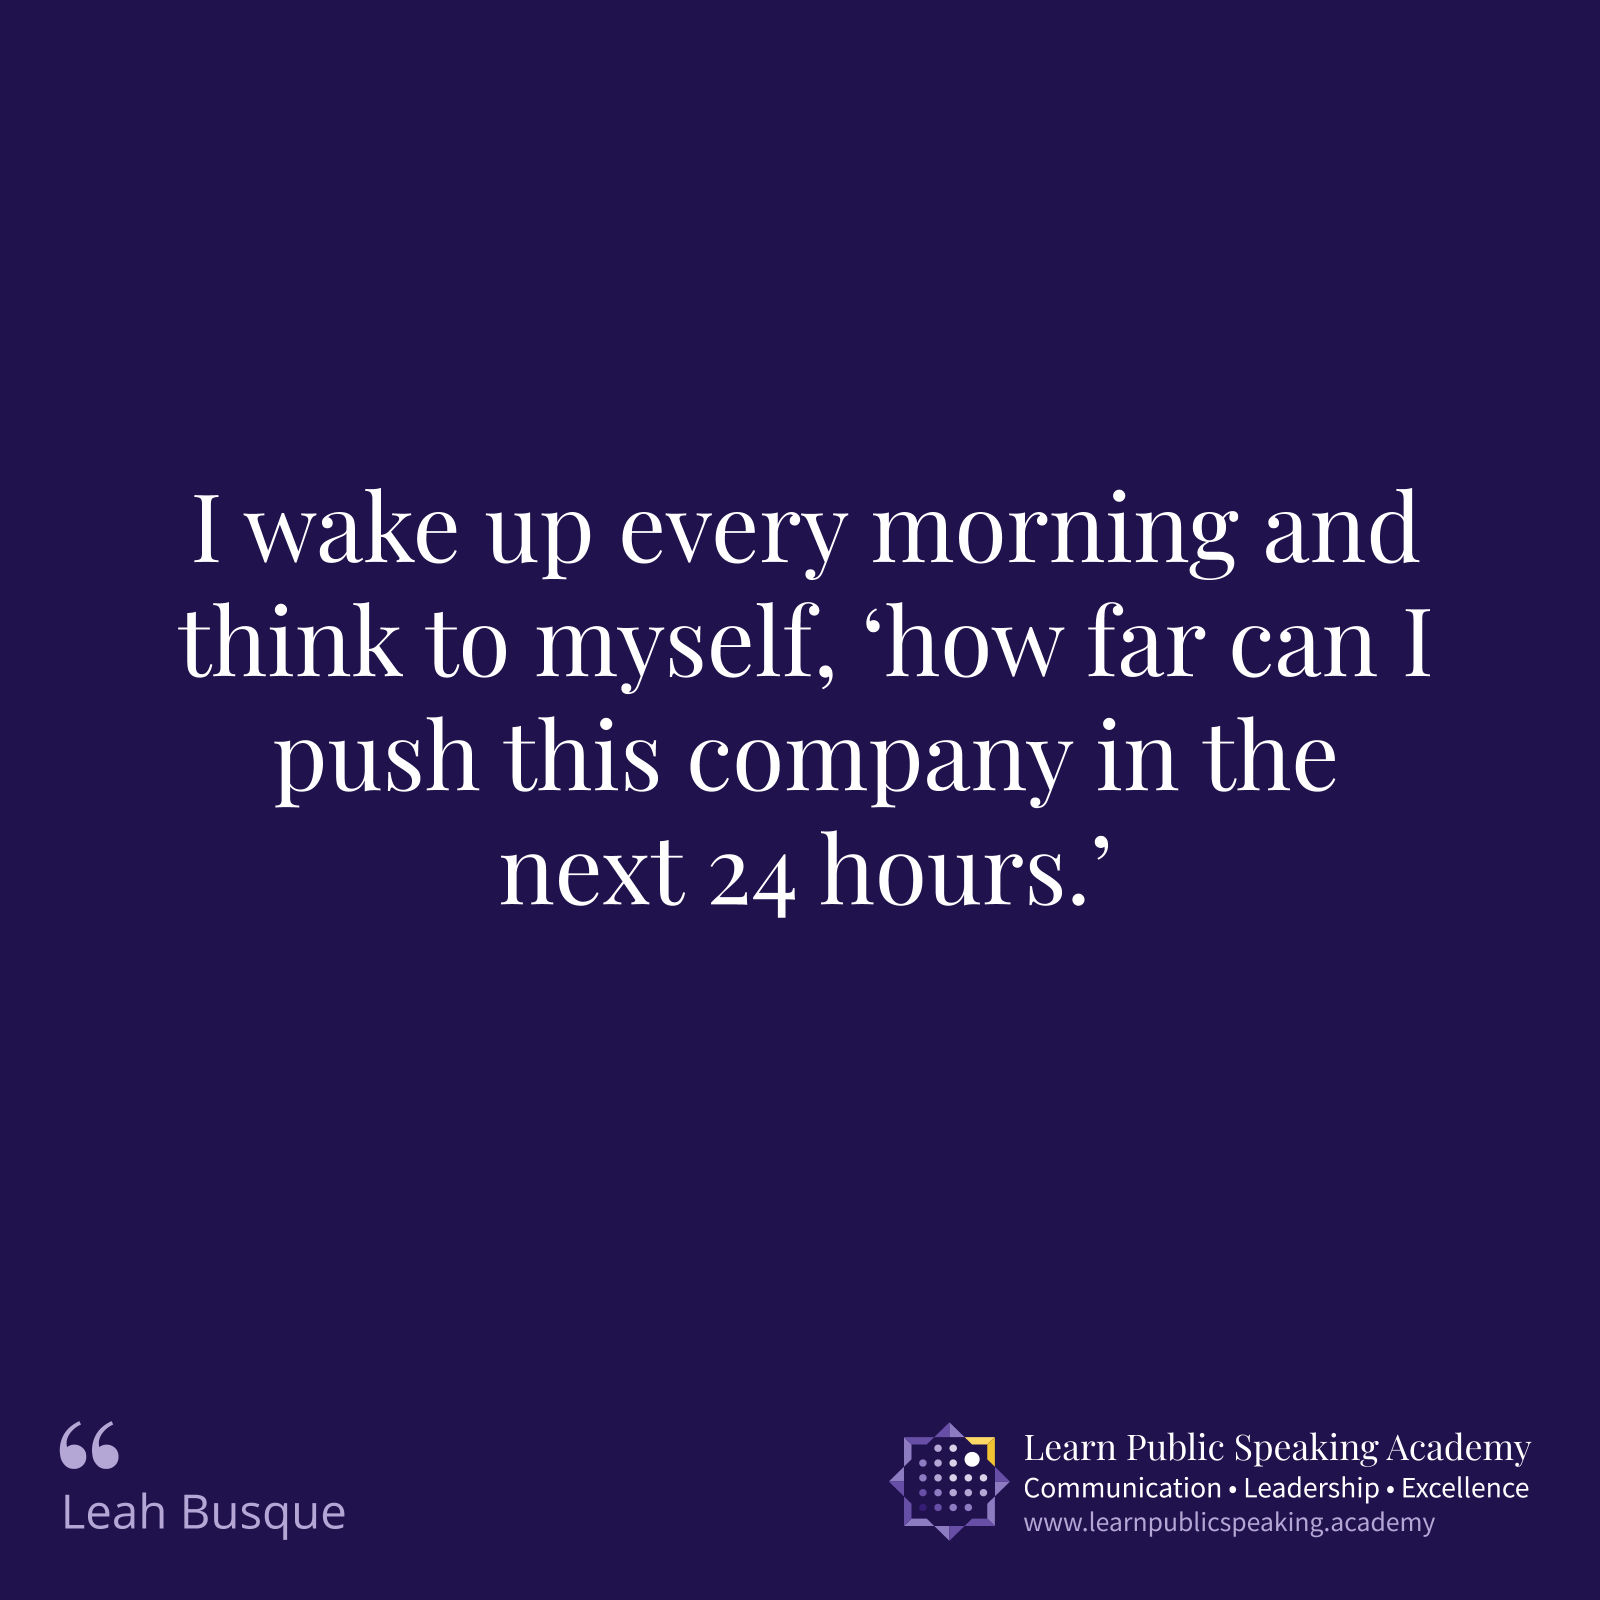 I wake up every morning and
think to myself, ‘how far can I
push this company in the
next 24 hours.’
“
Leah Busque
Learn Public Speaking Academy
Communication • Leadership • Excellence
www.learnpublicspeaking.academy